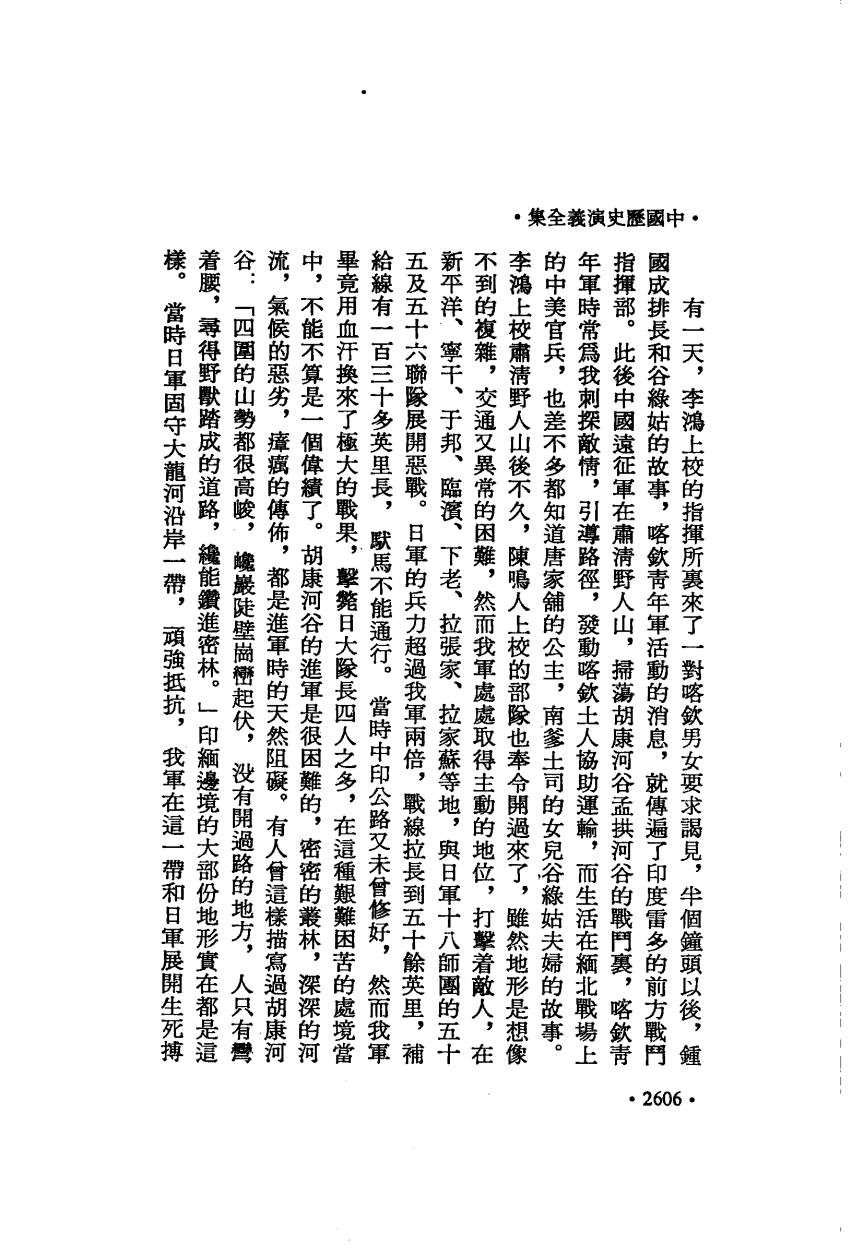 ·中國歷史演義全集·
有一天，李鴻上校的指揮所裏來了一對喀欽男女要求謁見，半個鐘頭以後，鍾
國成排長和谷綠姑的故事，喀欽青年軍活動的消息，就傳遍了印度雷多的前方戰鬥
指揮部。此後中國遠征軍在肅清野人山，掃蕩胡康河谷孟拱河谷的戰鬥裏，喀欽青
年軍時常爲我刺探敵情，引導路徑，發動喀欽土人協助運輸，而生活在緬北戰場上
的中美官兵，也差不多都知道唐家舖的公主，南爹土司的女兒谷綠姑夫婦的故事。
李鴻上校肅清野人山後不久，陳鳴人上校的部隊也奉令開過來了，雖然地形是想像
不到的複雜，交通又異常的困難，然而我軍處處取得主動的地位，打擊着敵人，在
新平洋、寧干、于邦、臨濱、下老、拉張家、拉家蘇等地，與日軍十八師團的五十
五及五十六聯隊展開惡戰。日軍的兵力超過我軍兩倍，戰線拉長到五十餘英里，補
給線有一百三十多英里長，馱馬不能通行。當時中印公路又未曾修好，然而我軍
畢竟用血汗換來了極大的戰果，擊斃日大隊長四人之多，在這種艱難困苦的處境當
中，不能不算是一個偉績了。胡康河谷的進軍是很困難的，密密的叢林，深深的河
流，氣候的惡劣，瘴癘的傳佈，都是進軍時的天然阻礙。有人曾這樣描寫過胡康河
谷：「四圍的山勢都很高峻，巉巖陡壁崗巒起伏，没有開過路的地方，人只有彎
着腰，尋得野獸踏成的道路，纔能鑽進密林。」印緬邊境的大部份地形實在都是這
樣。當時日軍固守大龍河沿岸一帶，頑強抵抗，我軍在這一帶和日軍展開生死搏
·2606·